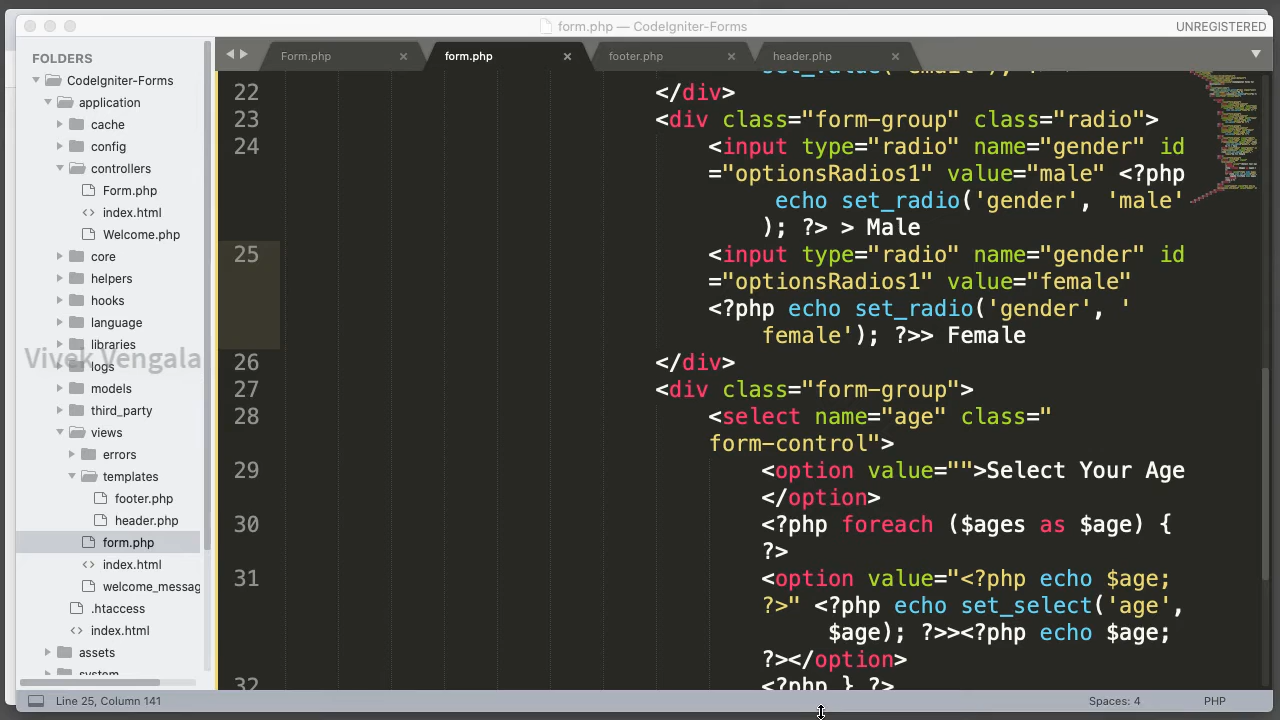 form.php — CodeIgniter-Forms
UNREGISTERED
FOLDERS
CodeIgniter-Forms
application
cache
config
controllers
Form.php
index.html
Welcome.php
core
helpers
hooks
language
libraries
logs
models
third_party
views
errors
templates
footer.php
header.php
form.php
index.html
welcome_messag
.htaccess
index.html
assets
system
Vivek Vengala
Form.php
form.php
footer.php
header.php
set_value('email'); ?>"
22 </div>
23 <div class="form-group" class="radio">
24 <input type="radio" name="gender" id
="optionsRadios1" value="male" <?php
echo set_radio('gender', 'male'
); ?> > Male
25 <input type="radio" name="gender" id
="optionsRadios1" value="female"
<?php echo set_radio('gender', '
female'); ?>> Female
26 </div>
27 <div class="form-group">
28 <select name="age" class="
form-control">
29 <option value="">Select Your Age
</option>
30 <?php foreach ($ages as $age) {
?>
31 <option value="<?php echo $age;
?>" <?php echo set_select('age',
$age); ?>><?php echo $age;
?></option>
32 <?php } ?>
Line 25, Column 141
Spaces: 4
PHP